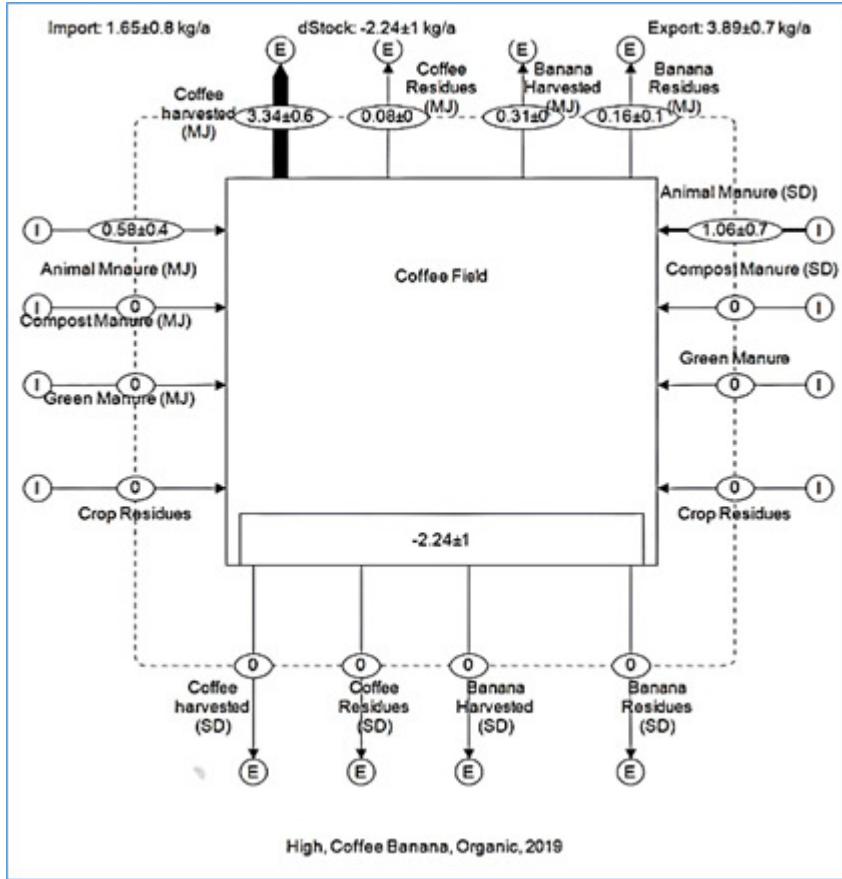 Import: 1.65±0.8 kg/a
dStock: -2.24±1 kg/a
Export: 3.89±0.7 kg/a
E
E
E
E
Coffee
harvested
(MJ)
Coffee
Residues
(MJ)
Banana
Harvested
(MJ)
Banana
Residues
(MJ)
3.34±0.6
0.08±0
0.31±0
0.16±0.1
Animal Manure (SD)
I
0.58±0.4
1.06±0.7
I
Animal Mnaure (MJ)
Coffee Field
Compost Manure (SD)
I
0
0
I
Compost Manure (MJ)
Green Manure
I
0
0
I
Green Manure (MJ)
I
0
0
I
Crop Residues
Crop Residues
-2.24±1
0
0
0
0
Coffee
harvested
(SD)
Coffee
Residues
(SD)
Banana
Harvested
(SD)
Banana
Residues
(SD)
E
E
E
E
High, Coffee Banana, Organic, 2019